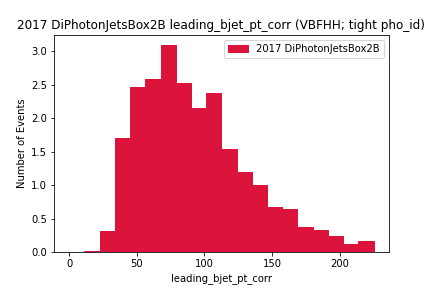 2017 DiPhotonJetsBox2B leading_bjet_pt_corr (VBFHH; tight pho_id)
2017 DiPhotonJetsBox2B
3.0
2.5
2.0
1.5
1.0
0.5
0.0
Number of Events
0 50 100 150 200
leading_bjet_pt_corr